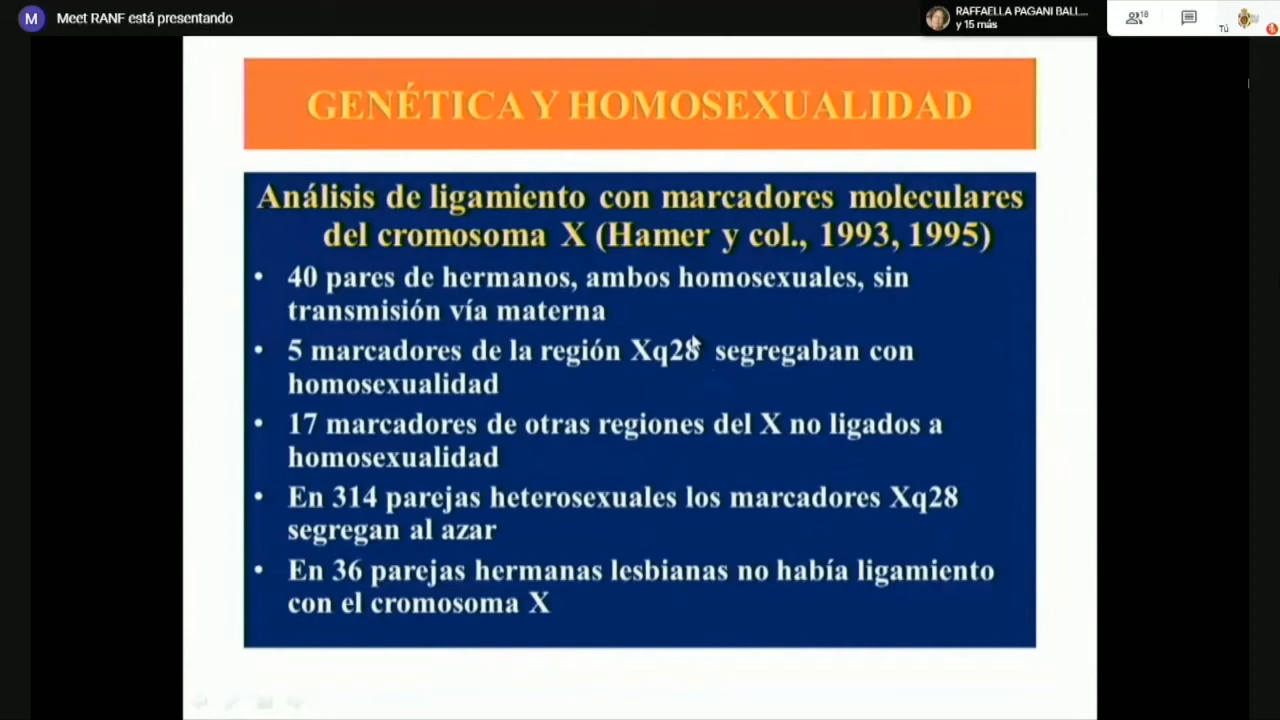 M Meet RANF está presentando
RAFFAELLA PAGANI BALL...
y 15 más
18
Tú
GENÉTICA Y HOMOSEXUALIDAD
Análisis de ligamiento con marcadores moleculares
del cromosoma X (Hamer y col., 1993, 1995)
• 40 pares de hermanos, ambos homosexuales, sin
transmisión vía materna
• 5 marcadores de la región Xq28 segregaban con
homosexualidad
• 17 marcadores de otras regiones del X no ligados a
homosexualidad
• En 314 parejas heterosexuales los marcadores Xq28
segregan al azar
• En 36 parejas hermanas lesbianas no había ligamiento
con el cromosoma X